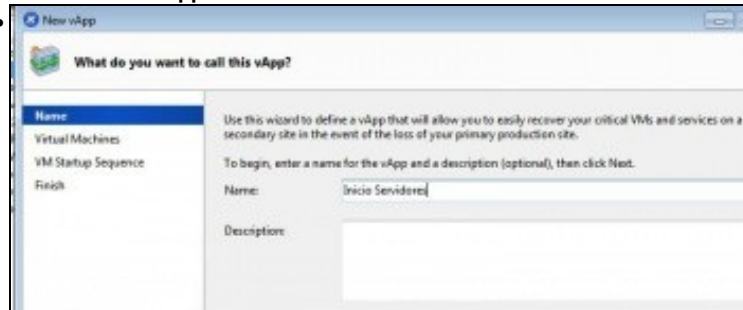 New vApp
What do you want to call this vApp?
Name
Virtual Machines
VM Startup Sequence
Finish
Use this wizard to define a vApp that will allow you to easily recover your critical VMs and services on a
secondary site in the event of the loss of your primary production site.
To begin, enter a name for the vApp and a description (optional), then click Next.
Name: Inicio Servidores
Description: